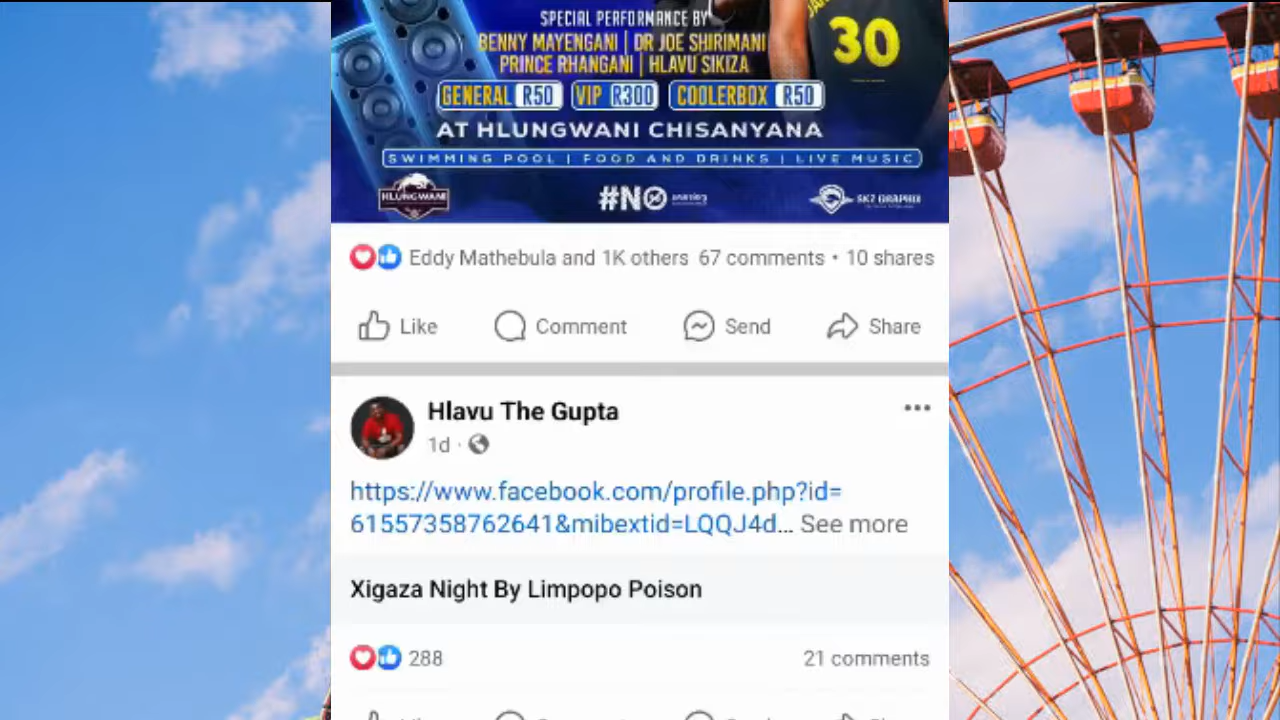 SPECIAL PERFORMANCE BY
BENNY MAYENGANI | DR JOE SHIRIMANI
PRINCE RHANGANI | HLAVU SIKIZA
GENERAL R50 VIP R300 COOLERBOX R50
AT HLUNGWANI CHISANYANA
SWIMMING POOL | FOOD AND DRINKS | LIVE MUSIC
HLUNGWANI #NO SKZ GRAPHIX
30
Eddy Mathebula and 1K others 67 comments • 10 shares
Like Comment Send Share
Hlavu The Gupta
1d ·
https://www.facebook.com/profile.php?id=
61557358762641&mibextid=LQQJ4d... See more
Xigaza Night By Limpopo Poison
288 21 comments